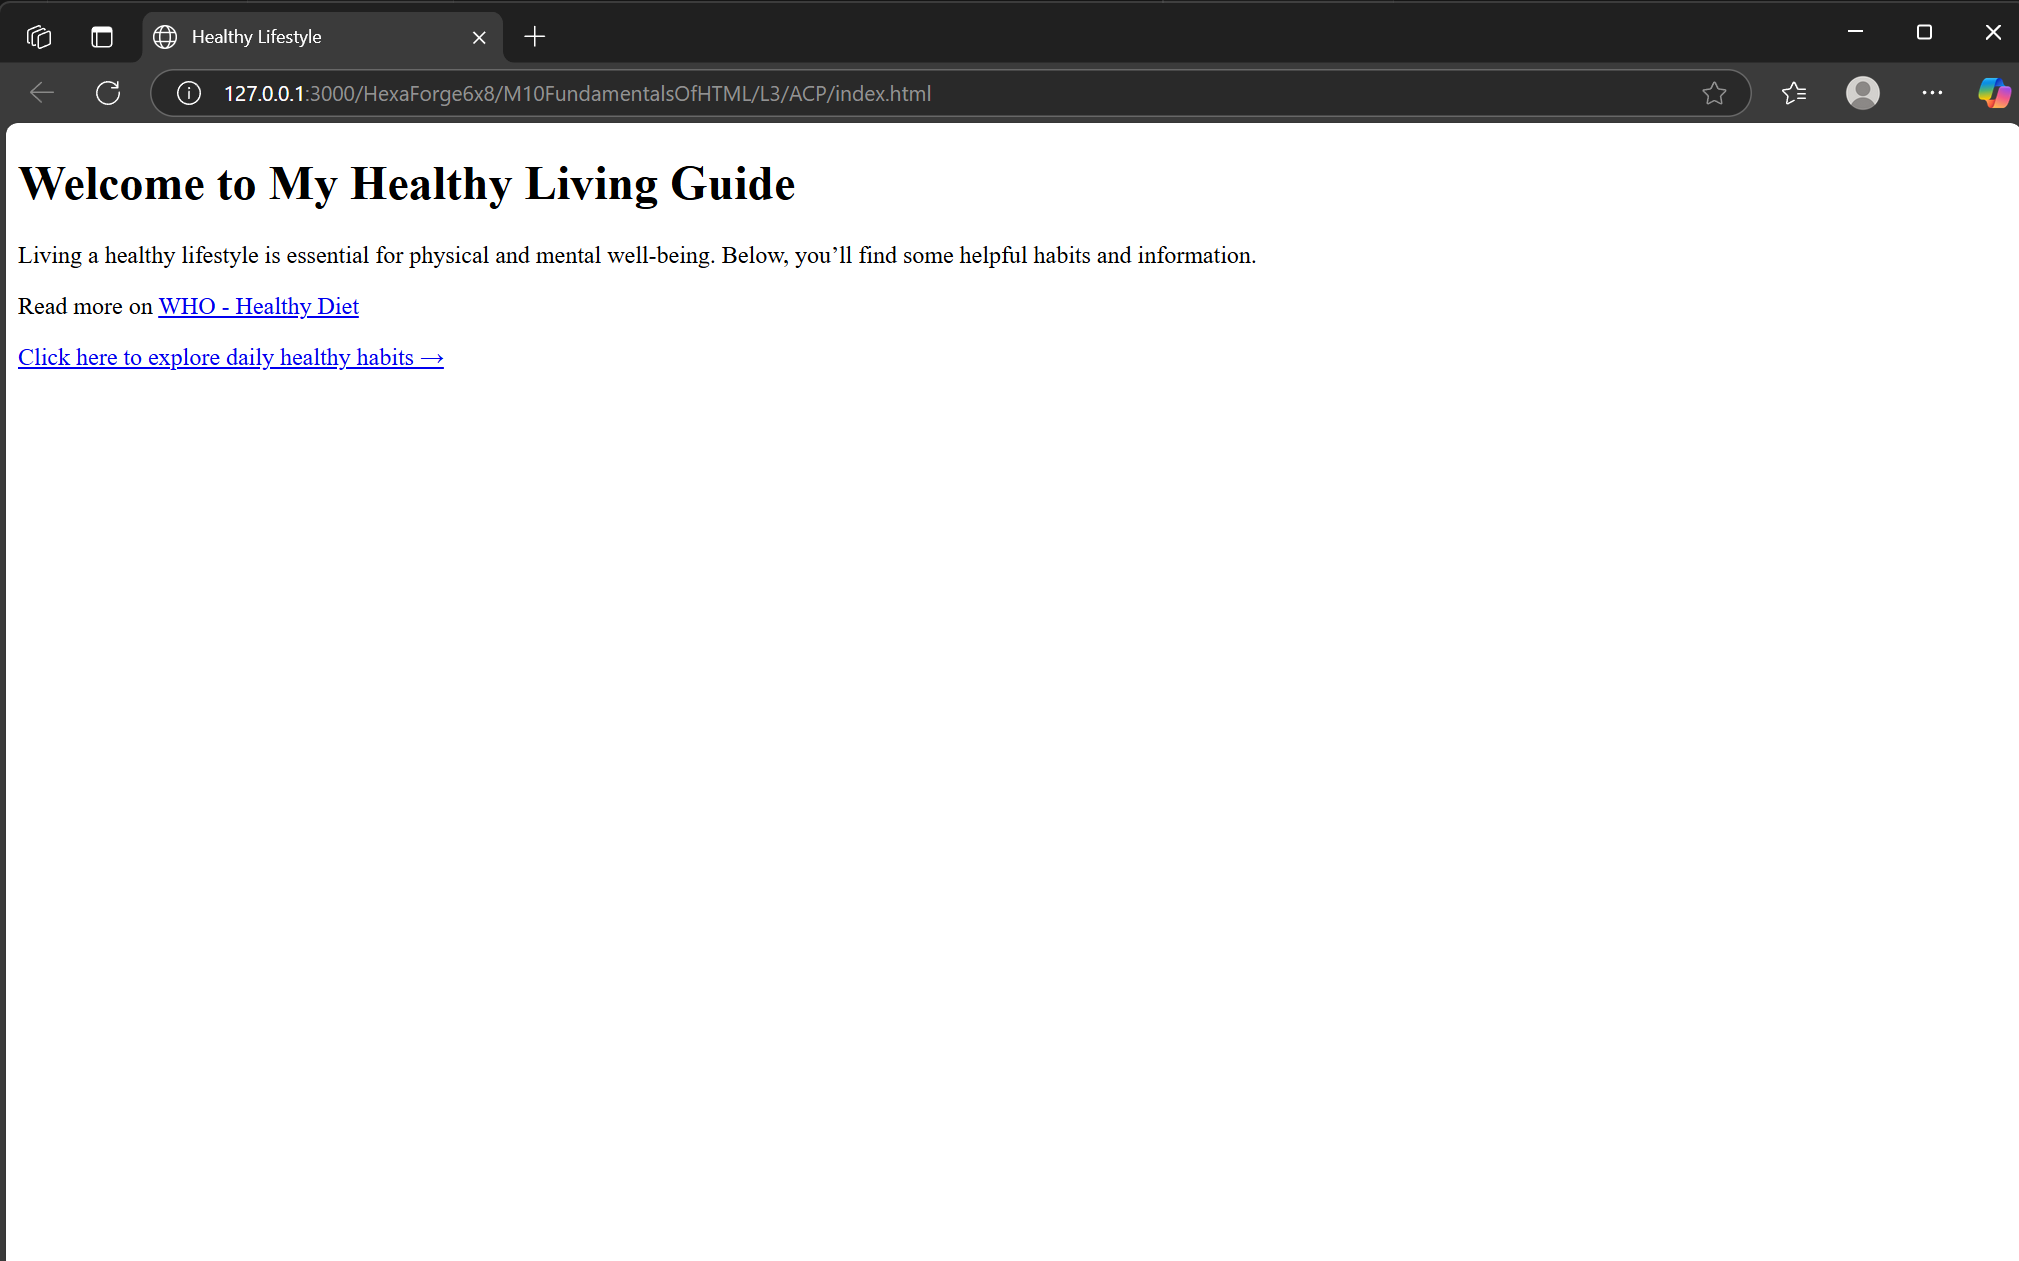 Healthy Lifestyle
127.0.0.1:3000/HexaForge6x8/M10FundamentalsOfHTML/L3/ACP/index.html
Welcome to My Healthy Living Guide
Living a healthy lifestyle is essential for physical and mental well-being. Below, you’ll find some helpful habits and information.
Read more on WHO - Healthy Diet
Click here to explore daily healthy habits →